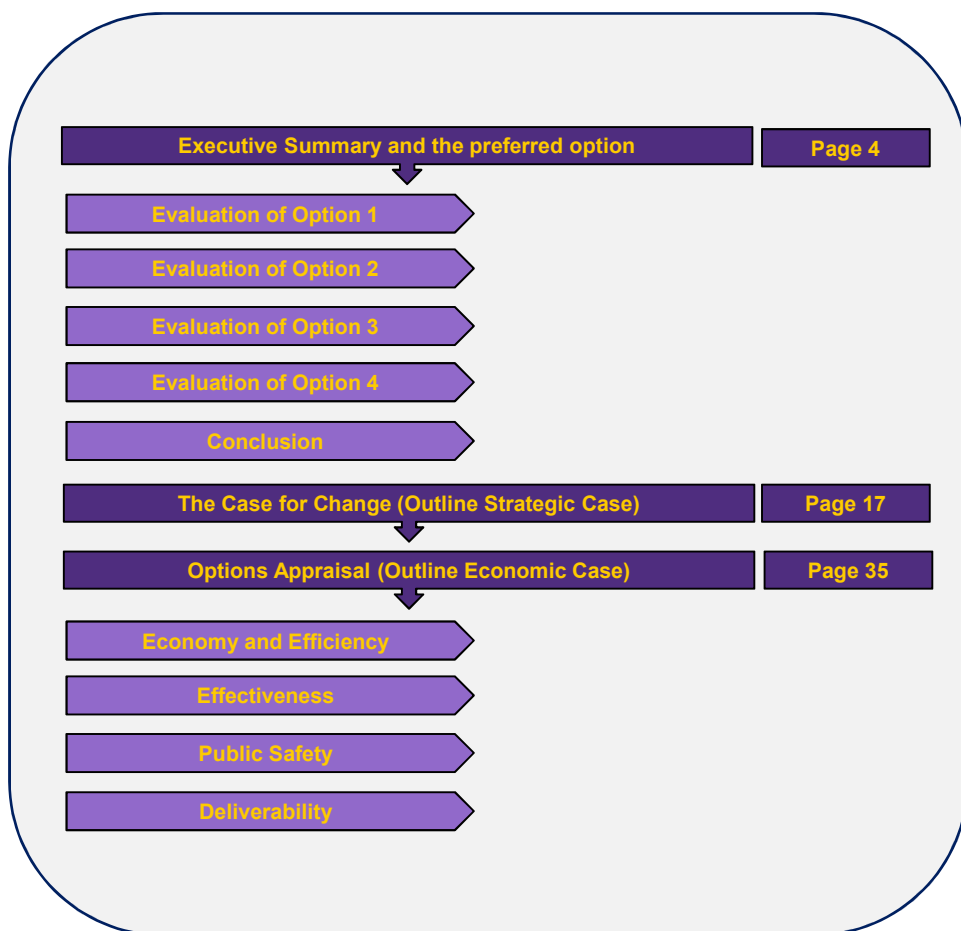 Executive Summary and the preferred option Page 4
Evaluation of Option 1
Evaluation of Option 2
Evaluation of Option 3
Evaluation of Option 4
Conclusion
The Case for Change (Outline Strategic Case) Page 17
Options Appraisal (Outline Economic Case) Page 35
Economy and Efficiency
Effectiveness
Public Safety
Deliverability